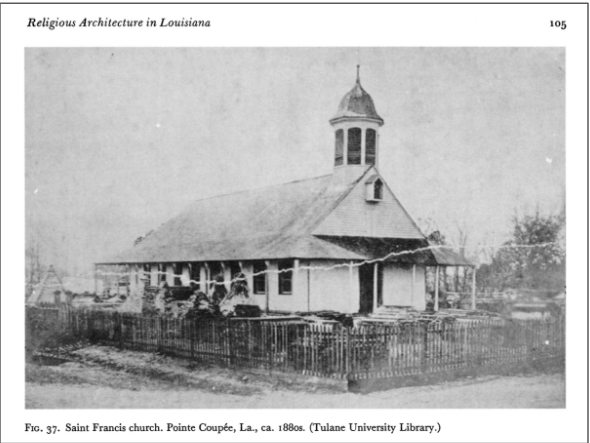 Religious Architecture in Louisiana 105
FIG. 37. Saint Francis church. Pointe Coupée, La., ca. 1880s. (Tulane University Library.)